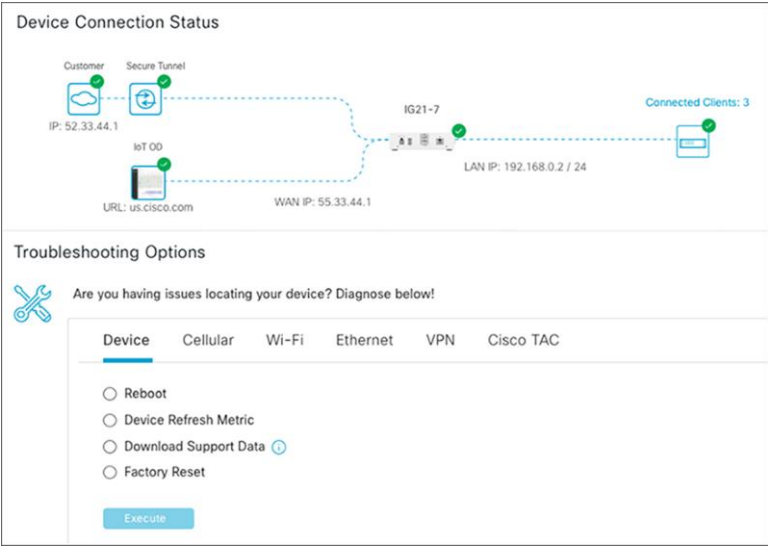 Device Connection Status
Customer
Secure Tunnel
IP: 52.33.44.1
IoT OD
URL: us.cisco.com
WAN IP: 55.33.44.1
IG21-7
LAN IP: 192.168.0.2 / 24
Connected Clients: 3
Troubleshooting Options
Are you having issues locating your device? Diagnose below!
Device Cellular Wi-Fi Ethernet VPN Cisco TAC
Reboot
Device Refresh Metric
Download Support Data
Factory Reset
Execute